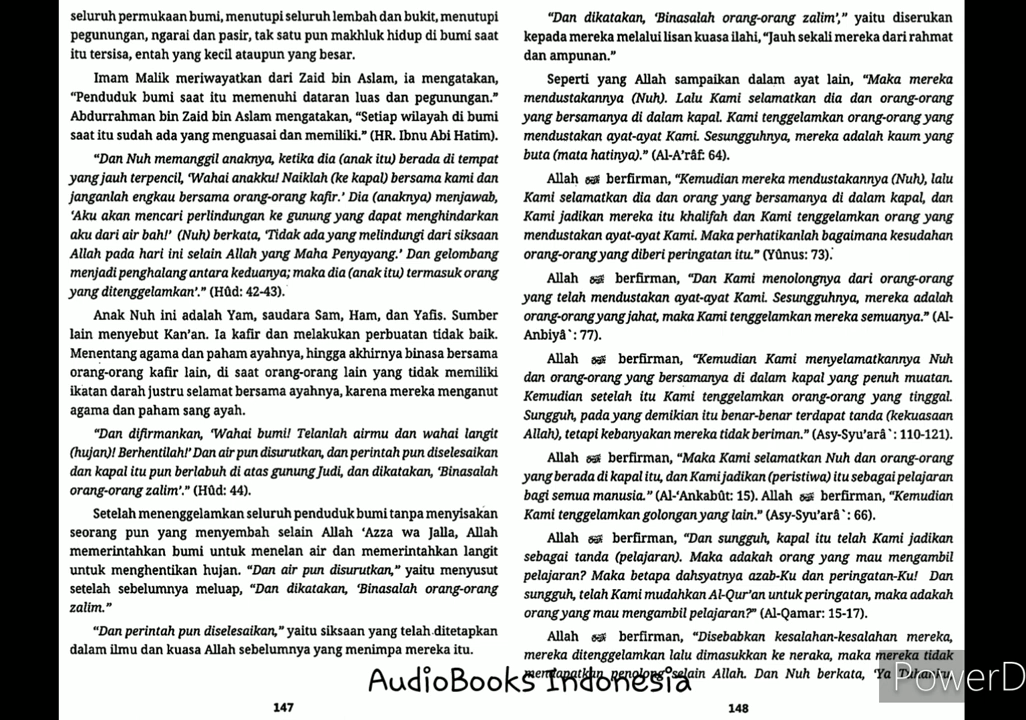 seluruh permukaan bumi, menutupi seluruh lembah dan bukit, menutupi
pegunungan, ngarai dan pasir, tak satu pun makhluk hidup di bumi saat
itu tersisa, entah yang kecil ataupun yang besar.
Imam Malik meriwayatkan dari Zaid bin Aslam, ia mengatakan,
“Penduduk bumi saat itu memenuhi dataran luas dan pegunungan.”
Abdurrahman bin Zaid bin Aslam mengatakan, “Setiap wilayah di bumi
saat itu sudah ada yang menguasai dan memiliki.” (HR. Ibnu Abi Hatim).
“Dan Nuh memanggil anaknya, ketika dia (anak itu) berada di tempat
yang jauh terpencil, ‘Wahai anakku! Naiklah (ke kapal) bersama kami dan
janganlah engkau bersama orang-orang kafir.’ Dia (anaknya) menjawab,
‘Aku akan mencari perlindungan ke gunung yang dapat menghindarkan
aku dari air bah!’ (Nuh) berkata, ‘Tidak ada yang melindungi dari siksaan
Allah pada hari ini selain Allah yang Maha Penyayang.’ Dan gelombang
menjadi penghalang antara keduanya; maka dia (anak itu) termasuk orang
yang ditenggelamkan’.” (Hûd: 42-43).
Anak Nuh ini adalah Yam, saudara Sam, Ham, dan Yafis. Sumber
lain menyebut Kan’an. Ia kafir dan melakukan perbuatan tidak baik.
Menentang agama dan paham ayahnya, hingga akhirnya binasa bersama
orang-orang kafir lain, di saat orang-orang lain yang tidak memiliki
ikatan darah justru selamat bersama ayahnya, karena mereka menganut
agama dan paham sang ayah.
“Dan difirmankan, ‘Wahai bumi! Telanlah airmu dan wahai langit
(hujan)! Berhentilah!’ Dan air pun disurutkan, dan perintah pun diselesaikan
dan kapal itu pun berlabuh di atas gunung Judi, dan dikatakan, ‘Binasalah
orang-orang zalim’.” (Hûd: 44).
Setelah menenggelamkan seluruh penduduk bumi tanpa menyisakan
seorang pun yang menyembah selain Allah ‘Azza wa Jalla, Allah
memerintahkan bumi untuk menelan air dan memerintahkan langit
untuk menghentikan hujan. “Dan air pun disurutkan,” yaitu menyusut
setelah sebelumnya meluap, “Dan dikatakan, ‘Binasalah orang-orang
zalim.”
“Dan perintah pun diselesaikan,” yaitu siksaan yang telah ditetapkan
dalam ilmu dan kuasa Allah sebelumnya yang menimpa mereka itu.
147
“Dan dikatakan, ‘Binasalah orang-orang zalim’,” yaitu diserukan
kepada mereka melalui lisan kuasa ilahi, “Jauh sekali mereka dari rahmat
dan ampunan.”
Seperti yang Allah sampaikan dalam ayat lain, “Maka mereka
mendustakannya (Nuh). Lalu Kami selamatkan dia dan orang-orang
yang bersamanya di dalam kapal. Kami tenggelamkan orang-orang yang
mendustakan ayat-ayat Kami. Sesungguhnya, mereka adalah kaum yang
buta (mata hatinya).” (Al-A’râf: 64).
Allah berfirman, “Kemudian mereka mendustakannya (Nuh), lalu
Kami selamatkan dia dan orang yang bersamanya di dalam kapal, dan
Kami jadikan mereka itu khalifah dan Kami tenggelamkan orang yang
mendustakan ayat-ayat Kami. Maka perhatikanlah bagaimana kesudahan
orang-orang yang diberi peringatan itu.” (Yûnus: 73).
Allah berfirman, “Dan Kami menolongnya dari orang-orang
yang telah mendustakan ayat-ayat Kami. Sesungguhnya, mereka adalah
orang-orang yang jahat, maka Kami tenggelamkan mereka semuanya.” (Al-
Anbiyâ`: 77).
Allah berfirman, “Kemudian Kami menyelamatkannya Nuh
dan orang-orang yang bersamanya di dalam kapal yang penuh muatan.
Kemudian setelah itu Kami tenggelamkan orang-orang yang tinggal.
Sungguh, pada yang demikian itu benar-benar terdapat tanda (kekuasaan
Allah), tetapi kebanyakan mereka tidak beriman.” (Asy-Syu’arâ`: 110-121).
Allah berfirman, “Maka Kami selamatkan Nuh dan orang-orang
yang berada di kapal itu, dan Kami jadikan (peristiwa) itu sebagai pelajaran
bagi semua manusia.” (Al-‘Ankabût: 15). Allah berfirman, “Kemudian
Kami tenggelamkan golongan yang lain.” (Asy-Syu’arâ`: 66).
Allah berfirman, “Dan sungguh, kapal itu telah Kami jadikan
sebagai tanda (pelajaran). Maka adakah orang yang mau mengambil
pelajaran? Maka betapa dahsyatnya azab-Ku dan peringatan-Ku! Dan
sungguh, telah Kami mudahkan Al-Qur’an untuk peringatan, maka adakah
orang yang mau mengambil pelajaran?” (Al-Qamar: 15-17).
Allah berfirman, “Disebabkan kesalahan-kesalahan mereka,
mereka ditenggelamkan lalu dimasukkan ke neraka, maka mereka tidak
mendapatkan penolong selain Allah. Dan Nuh berkata, ‘Ya Tuhanku,
148
AudioBooks Indonesia
PowerD